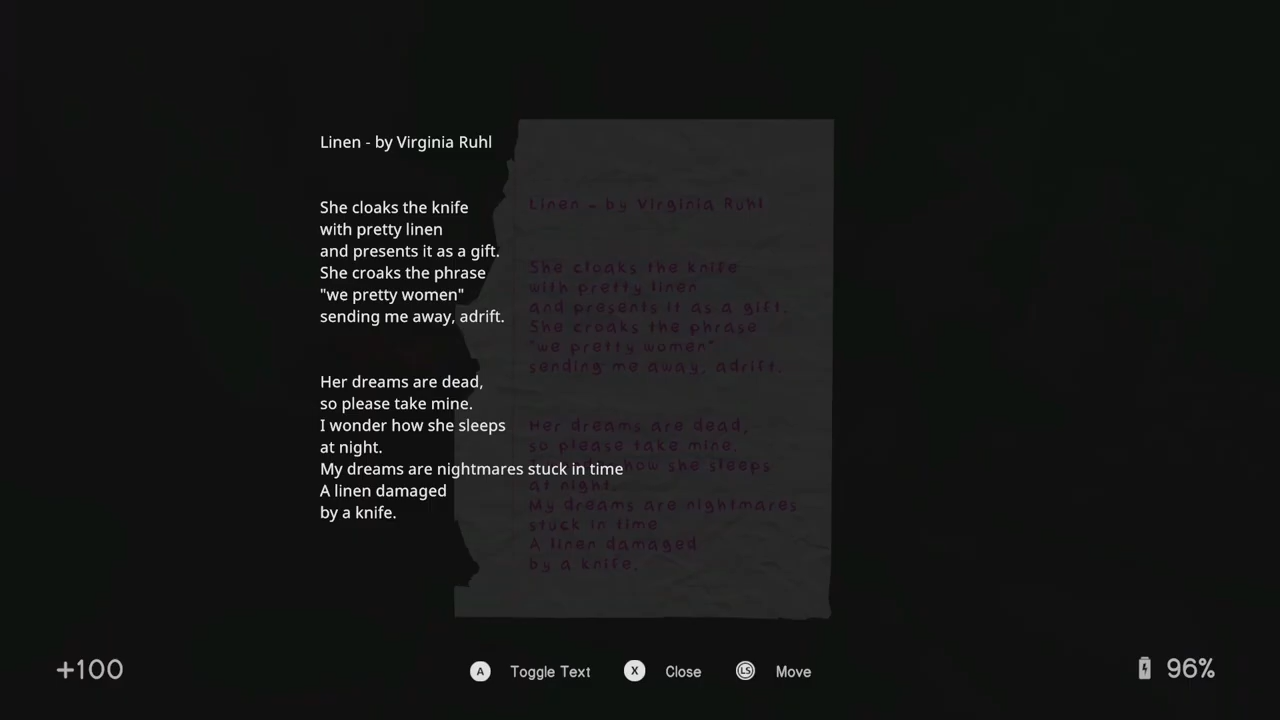 Linen - by Virginia Ruhl
She cloaks the knife
with pretty linen
and presents it as a gift.
She croaks the phrase
"we pretty women"
sending me away, adrift.
Her dreams are dead,
so please take mine.
I wonder how she sleeps
at night.
My dreams are nightmares stuck in time
A linen damaged
by a knife.
Linen - by Virginia Ruhl
She cloaks the knife
with pretty linen
and presents it as a gift.
She croaks the phrase
"we pretty women"
sending me away, adrift.
Her dreams are dead,
so please take mine.
how she sleeps
at night.
My dreams are nightmares
stuck in time
A linen damaged
by a knife.
+100
A Toggle Text X Close LS Move
96%